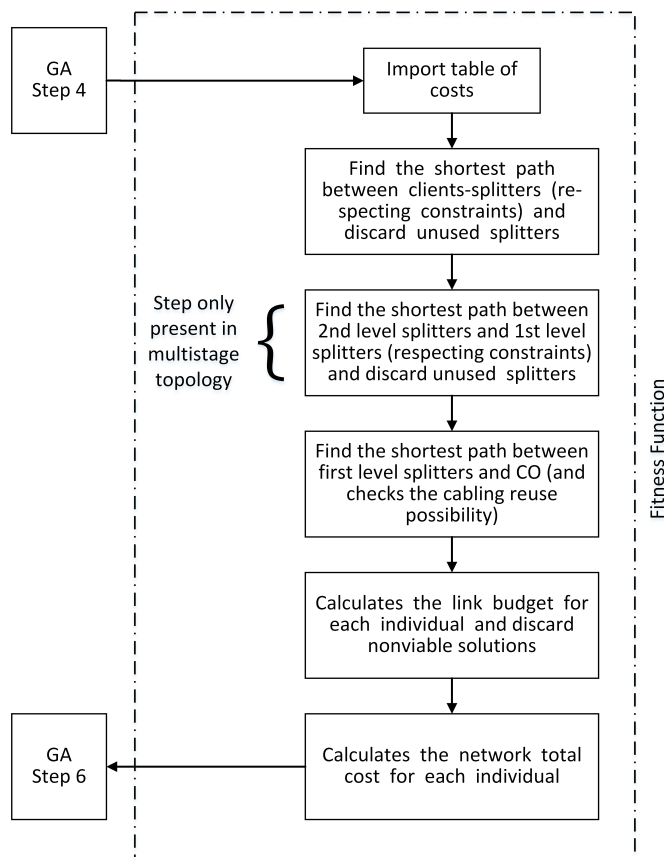 GA
Step 4
Import table of
costs
Find the shortest path
between clients-splitters (re-
specting constraints) and
discard unused splitters
Step only
present in
multistage
topology
Find the shortest path between
2nd level splitters and 1st level
splitters (respecting constraints)
and discard unused splitters
Find the shortest path between
first level splitters and CO (and
checks the cabling reuse
possibility)
Fitness Function
Calculates the link budget for
each individual and discard
nonviable solutions
GA
Step 6
Calculates the network total
cost for each individual